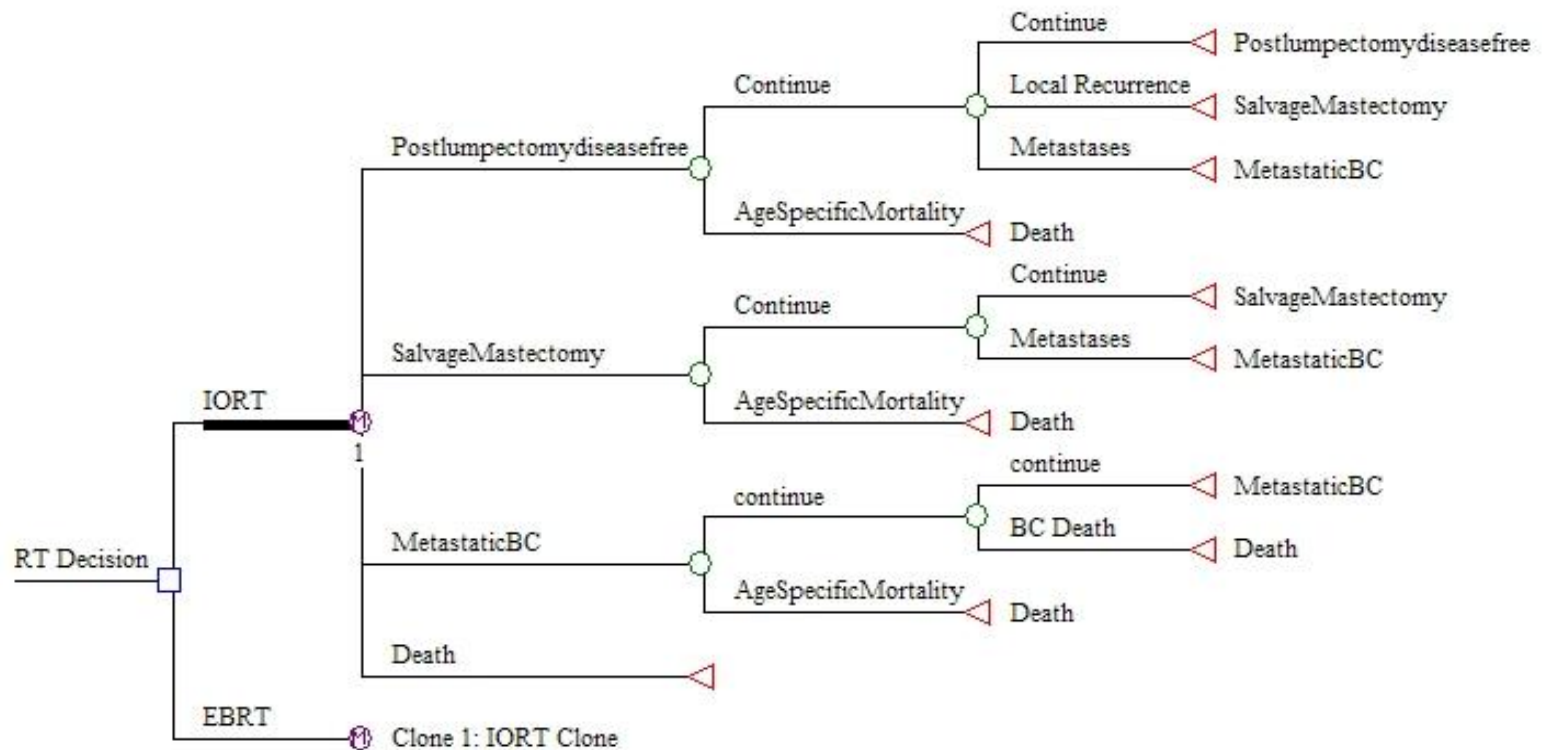 Continue
Postlumpectomydiseasefree
Continue
Local Recurrence
SalvageMastectomy
Postlumpectomydiseasefree
Metastases
MetastaticBC
AgeSpecificMortality
Death
Continue
SalvageMastectomy
Continue
Metastases
MetastaticBC
SalvageMastectomy
AgeSpecificMortality
Death
IORT
M
1
continue
MetastaticBC
continue
BC Death
Death
MetastaticBC
AgeSpecificMortality
Death
RT Decision
Death
EBRT
M
Clone 1: IORT Clone